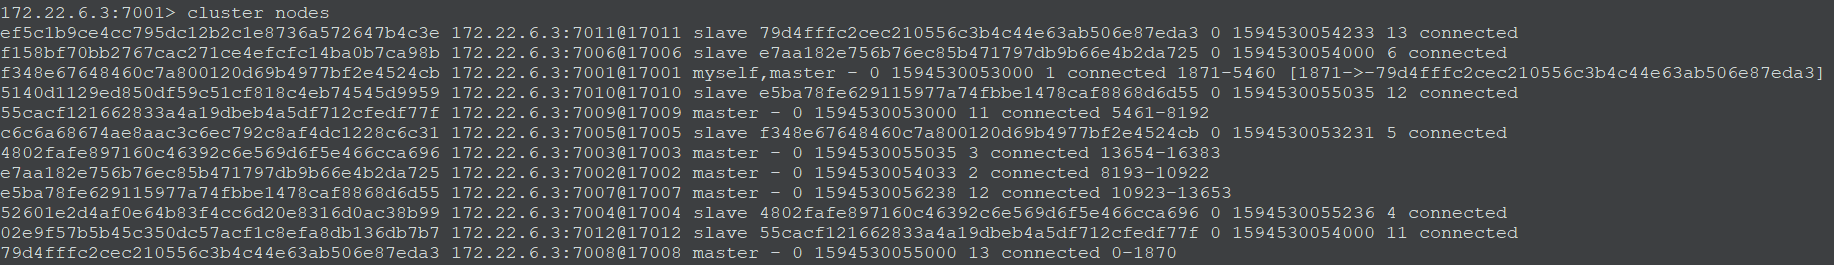 172.22.6.3:7001> cluster nodes
ef5c1b9ce4cc795dc12b2c1e8736a572647b4c3e 172.22.6.3:7011@17011 slave 79d4fffc2cec210556c3b4c44e63ab506e87eda3 0 1594530054233 13 connected
f158bf70bb2767cac271ce4efcfc14ba0b7ca98b 172.22.6.3:7006@17006 slave e7aa182e756b76ec85b471797db9b66e4b2da725 0 1594530054000 6 connected
f348e67648460c7a800120d69b4977bf2e4524cb 172.22.6.3:7001@17001 myself,master - 0 1594530053000 1 connected 1871-5460 [1871->-79d4fffc2cec210556c3b4c44e63ab506e87eda3]
5140d1129ed850df59c51cf818c4eb74545d9959 172.22.6.3:7010@17010 slave e5ba78fe629115977a74fbbe1478caf8868d6d55 0 1594530055035 12 connected
55cacf121662833a4a19dbeb4a5df712cfedf77f 172.22.6.3:7009@17009 master - 0 1594530053000 11 connected 5461-8192
c6c6a68674ae8aac3c6ec792c8af4dc1228c6c31 172.22.6.3:7005@17005 slave f348e67648460c7a800120d69b4977bf2e4524cb 0 1594530053231 5 connected
4802fafe897160c46392c6e569d6f5e466cca696 172.22.6.3:7003@17003 master - 0 1594530055035 3 connected 13654-16383
e7aa182e756b76ec85b471797db9b66e4b2da725 172.22.6.3:7002@17002 master - 0 1594530054033 2 connected 8193-10922
e5ba78fe629115977a74fbbe1478caf8868d6d55 172.22.6.3:7007@17007 master - 0 1594530056238 12 connected 10923-13653
52601e2d4af0e64b83f4cc6d20e8316d0ac38b99 172.22.6.3:7004@17004 slave 4802fafe897160c46392c6e569d6f5e466cca696 0 1594530055236 4 connected
02e9f57b5b45c350dc57acf1c8efa8db136db7b7 172.22.6.3:7012@17012 slave 55cacf121662833a4a19dbeb4a5df712cfedf77f 0 1594530054000 11 connected
79d4fffc2cec210556c3b4c44e63ab506e87eda3 172.22.6.3:7008@17008 master - 0 1594530055000 13 connected 0-1870